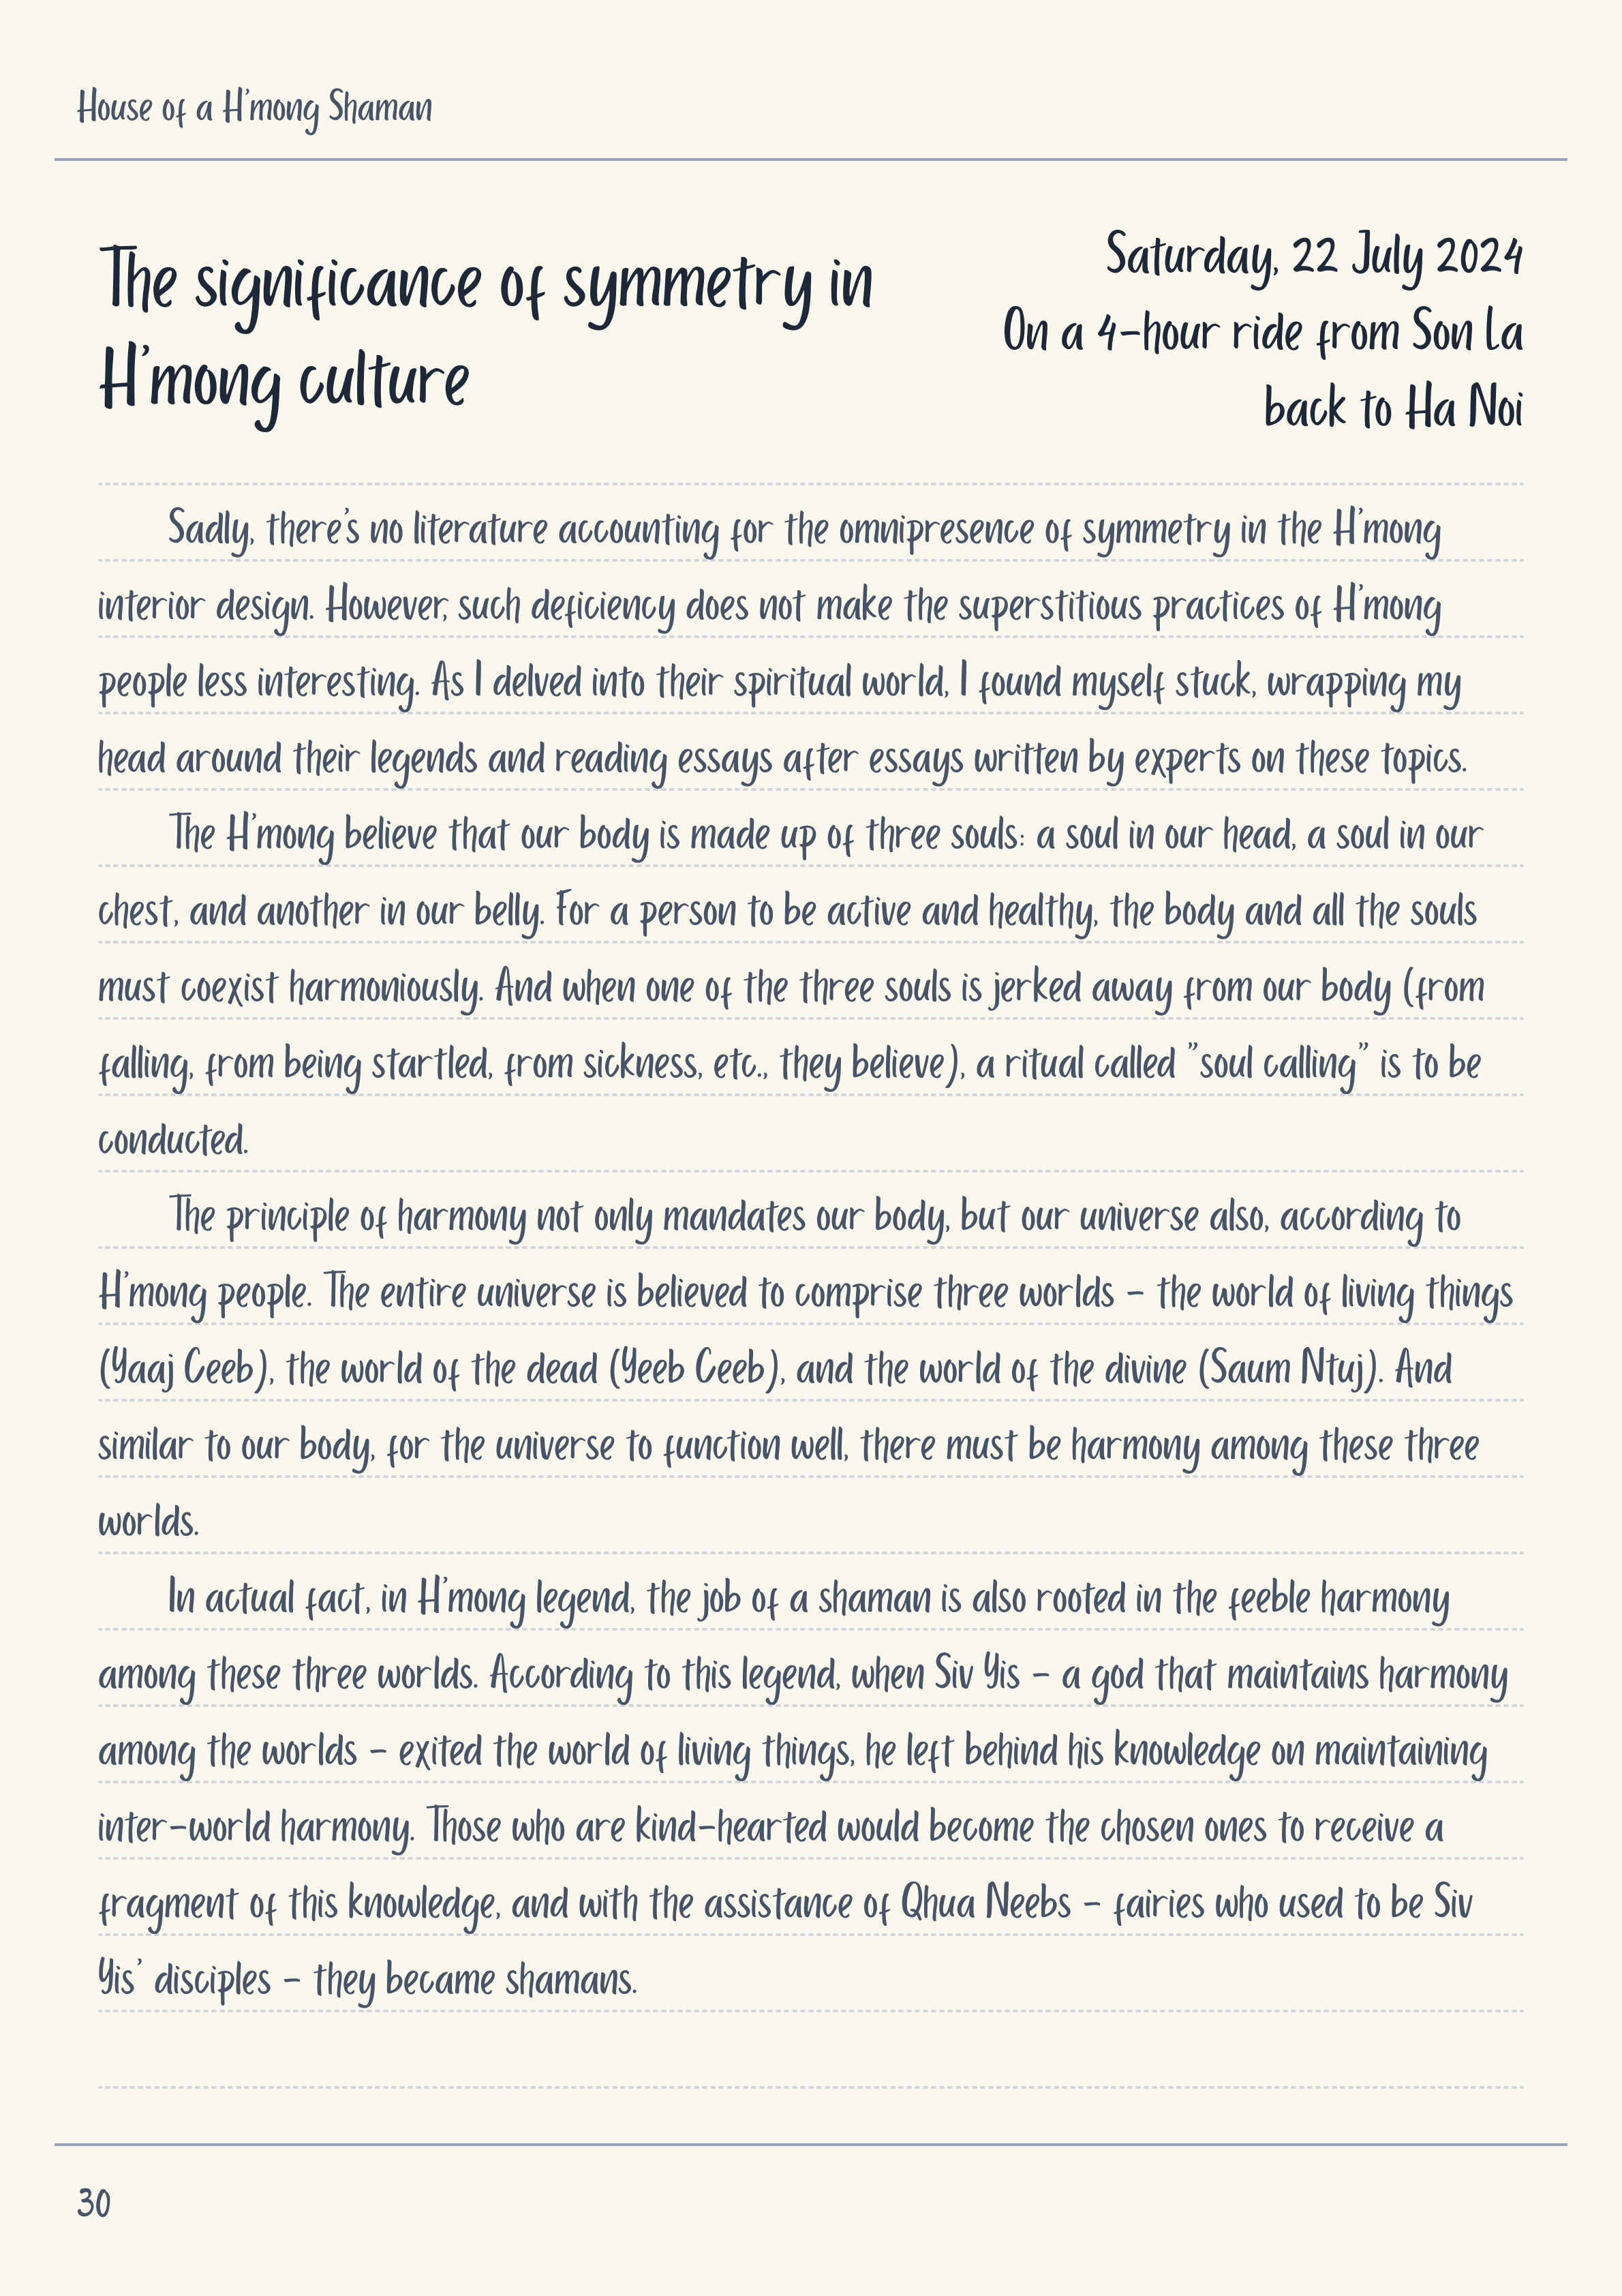 House of a H'mong Shaman
The significance of symmetry in
H'mong culture
Saturday, 22 July 2024
On a 4-hour ride from Son La
back to Ha Noi
Sadly, there's no literature accounting for the omnipresence of symmetry in the H'mong
interior design. However, such deficiency does not make the superstitious practices of H'mong
people less interesting. As I delved into their spiritual world, I found myself stuck, wrapping my
head around their legends and reading essays after essays written by experts on these topics.
The H'mong believe that our body is made up of three souls: a soul in our head, a soul in our
chest, and another in our belly. For a person to be active and healthy, the body and all the souls
must coexist harmoniously. And when one of the three souls is jerked away from our body (from
falling, from being startled, from sickness, etc., they believe), a ritual called "soul calling" is to be
conducted.
The principle of harmony not only mandates our body, but our universe also, according to
H'mong people. The entire universe is believed to comprise three worlds - the world of living things
(Yaaj Ceeb), the world of the dead (Yeeb Ceeb), and the world of the divine (Saum Ntuj). And
similar to our body, for the universe to function well, there must be harmony among these three
worlds.
In actual fact, in H'mong legend, the job of a shaman is also rooted in the feeble harmony
among these three worlds. According to this legend, when Siv Yis - a god that maintains harmony
among the worlds - exited the world of living things, he left behind his knowledge on maintaining
inter-world harmony. Those who are kind-hearted would become the chosen ones to receive a
fragment of this knowledge, and with the assistance of Qhua Neebs - fairies who used to be Siv
Yis' disciples - they became shamans.
30